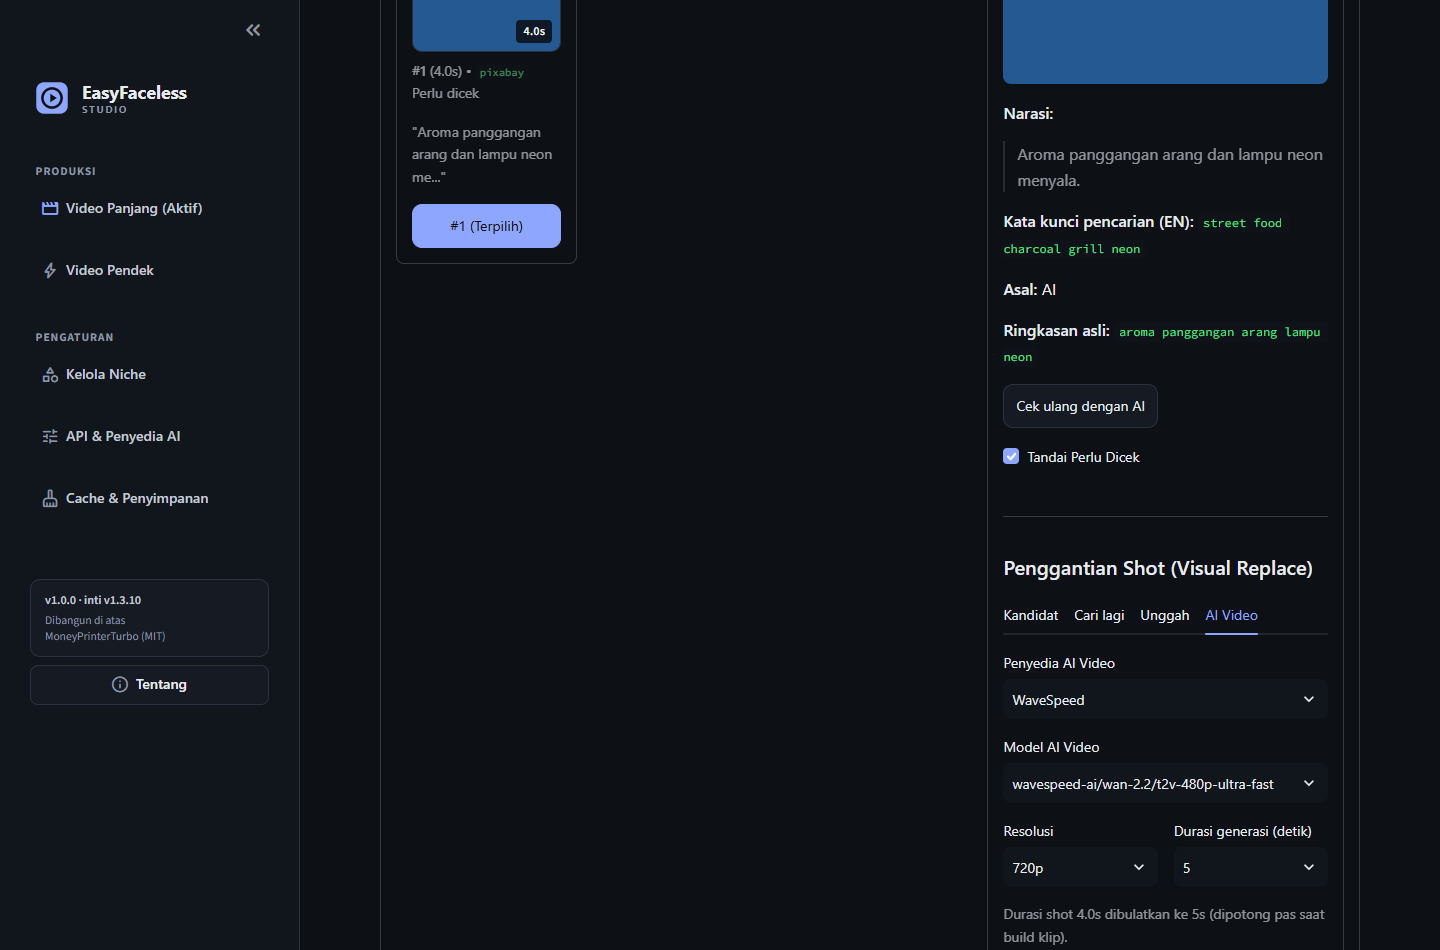 EasyFaceless
STUDIO
PRODUKSI
Video Panjang (Aktif)
Video Pendek
PENGATURAN
Kelola Niche
API & Penyedia AI
Cache & Penyimpanan
v1.0.0 · inti v1.3.10
Dibangun di atas
MoneyPrinterTurbo (MIT)
Tentang
4.0s
#1 (4.0s) • pixabay
Perlu dicek
"Aroma panggangan
arang dan lampu neon
me..."
#1 (Terpilih)
Narasi:
Aroma panggangan arang dan lampu neon
menyala.
Kata kunci pencarian (EN): street food
charcoal grill neon
Asal: AI
Ringkasan asli: aroma panggangan arang lampu
neon
Cek ulang dengan AI
Tandai Perlu Dicek
Penggantian Shot (Visual Replace)
Kandidat Cari lagi Unggah AI Video
Penyedia AI Video
WaveSpeed
Model AI Video
wavespeed-ai/wan-2.2/t2v-480p-ultra-fast
Resolusi Durasi generasi (detik)
720p 5
Durasi shot 4.0s dibulatkan ke 5s (dipotong pas saat
build klip).